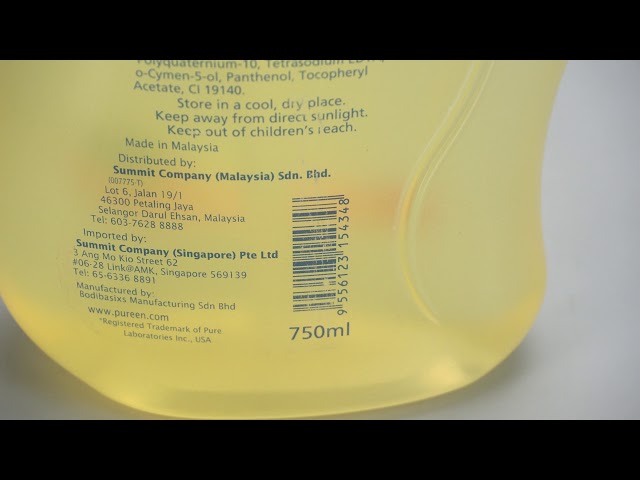 Polyquaternium-10, Tetrasodium EDTA,
o-Cymen-5-ol, Panthenol, Tocopheryl
Acetate, CI 19140.
Store in a cool, dry place.
Keep away from direct sunlight.
Keep out of children's reach.
Made in Malaysia
Distributed by:
Summit Company (Malaysia) Sdn. Bhd.
(007775-T)
Lot 6, Jalan 19/1
46300 Petaling Jaya
Selangor Darul Ehsan, Malaysia
Tel: 603-7628 8888
Imported by:
Summit Company (Singapore) Pte Ltd
3 Ang Mo Kio Street 62
#06-28 Link@AMK, Singapore 569139
Tel: 65-6336 8891
Manufactured by:
Bodibasixs Manufacturing Sdn Bhd
www.pureen.com
*Registered Trademark of Pure
Laboratories Inc., USA
9 556123 154348
750ml